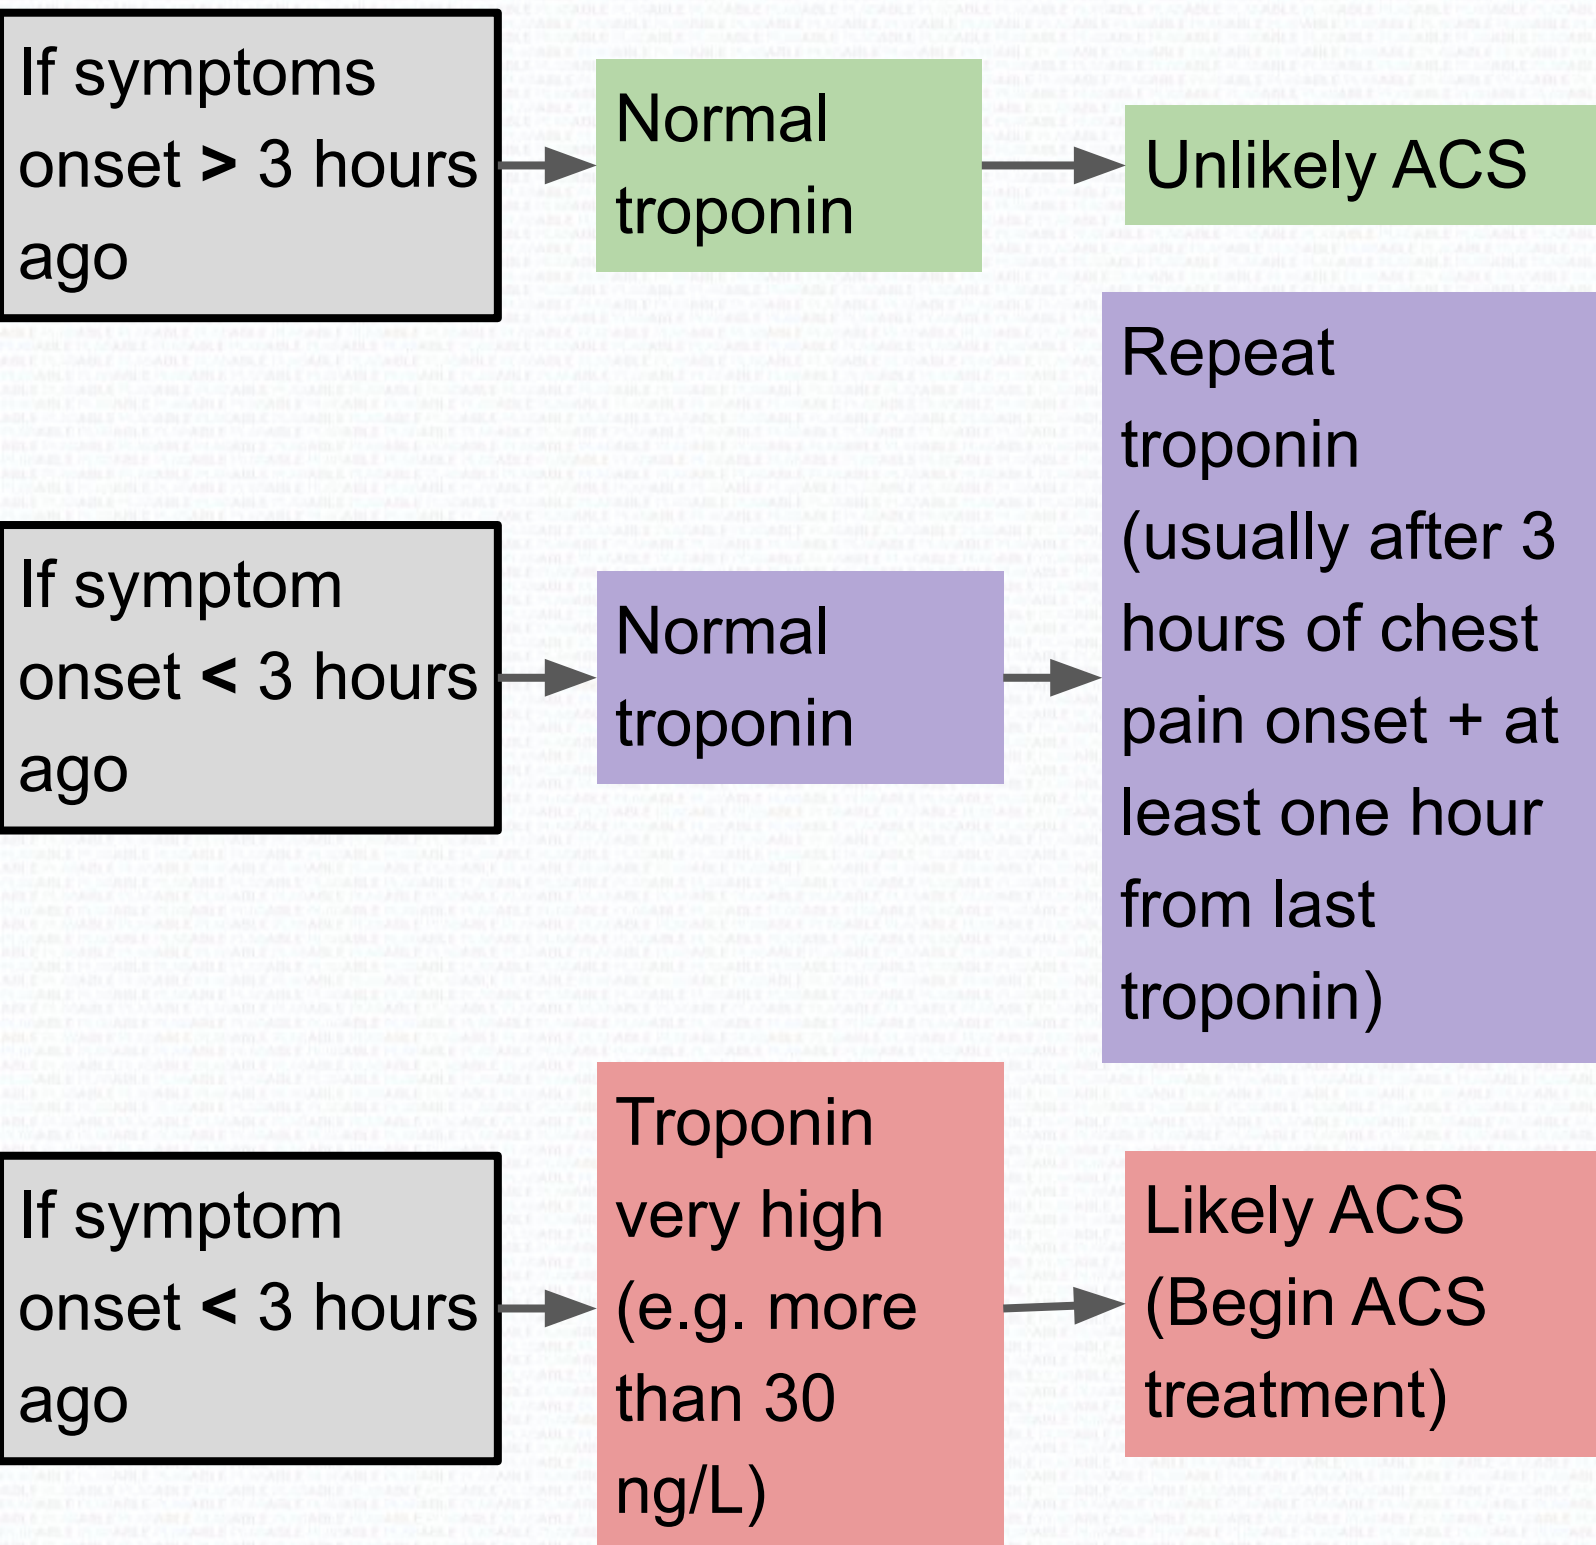 If symptoms
onset > 3 hours
ago
Normal
troponin
Unlikely ACS
If symptom
onset < 3 hours
ago
Normal
troponin
Repeat
troponin
(usually after 3
hours of chest
pain onset + at
least one hour
from last
troponin)
If symptom
onset < 3 hours
ago
Troponin
very high
(e.g. more
than 30
ng/L)
Likely ACS
(Begin ACS
treatment)